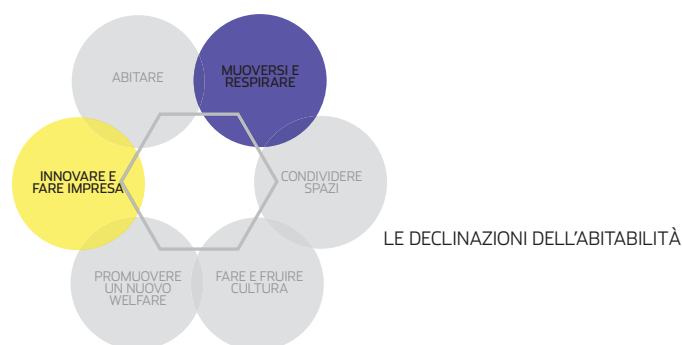 ABITARE
MUOVERSI E
RESPIRARE
INNOVARE E
FARE IMPRESA
CONDIVIDERE
SPAZI
LE DECLINAZIONI DELL'ABITABILITÀ
PROMUOVERE
UN NUOVO
WELFARE
FARE E FRUIRE
CULTURA